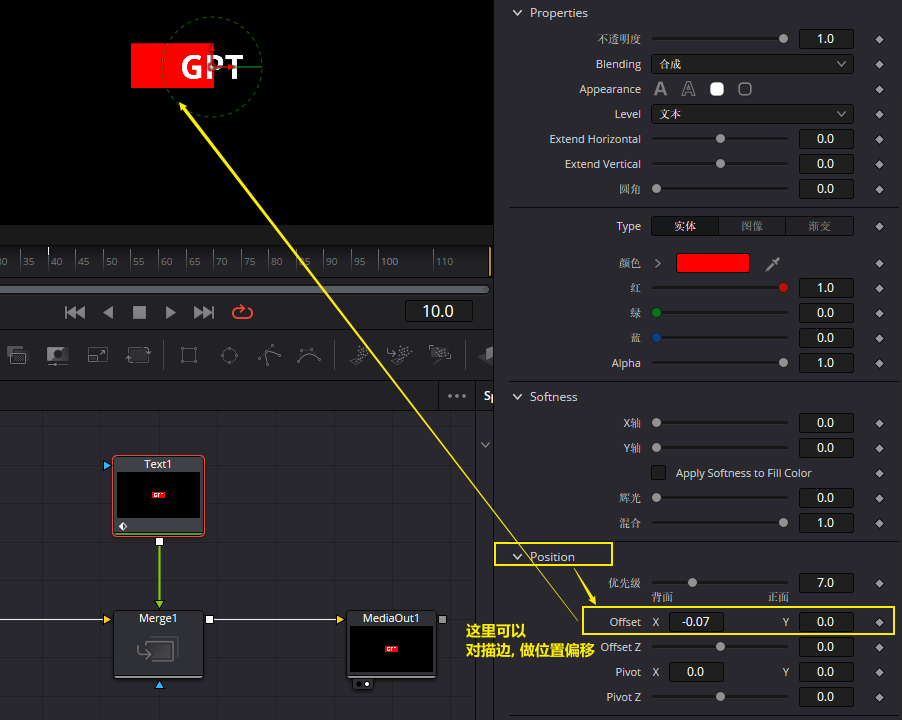 GPT
Properties
不透明度 1.0
Blending 合成
Appearance A A
Level 文本
Extend Horizontal 0.0
Extend Vertical 0.0
圆角 0.0
Type 实体 图像 渐变
颜色
红 1.0
绿 0.0
蓝 0.0
Alpha 1.0
Softness
X轴 0.0
Y轴 0.0
Apply Softness to Fill Color
辉光 0.0
混合 1.0
Position
优先级 7.0
背面 正面
Offset X -0.07 Y 0.0
Offset Z 0.0
Pivot X 0.0 Y 0.0
Pivot Z 0.0
30 35 40 45 50 55 60 65 70 75 80 85 90 95 100 110
10.0
Sp
Text1
GPT
Merge1
MediaOut1
GPT
这里可以
对描边, 做位置偏移